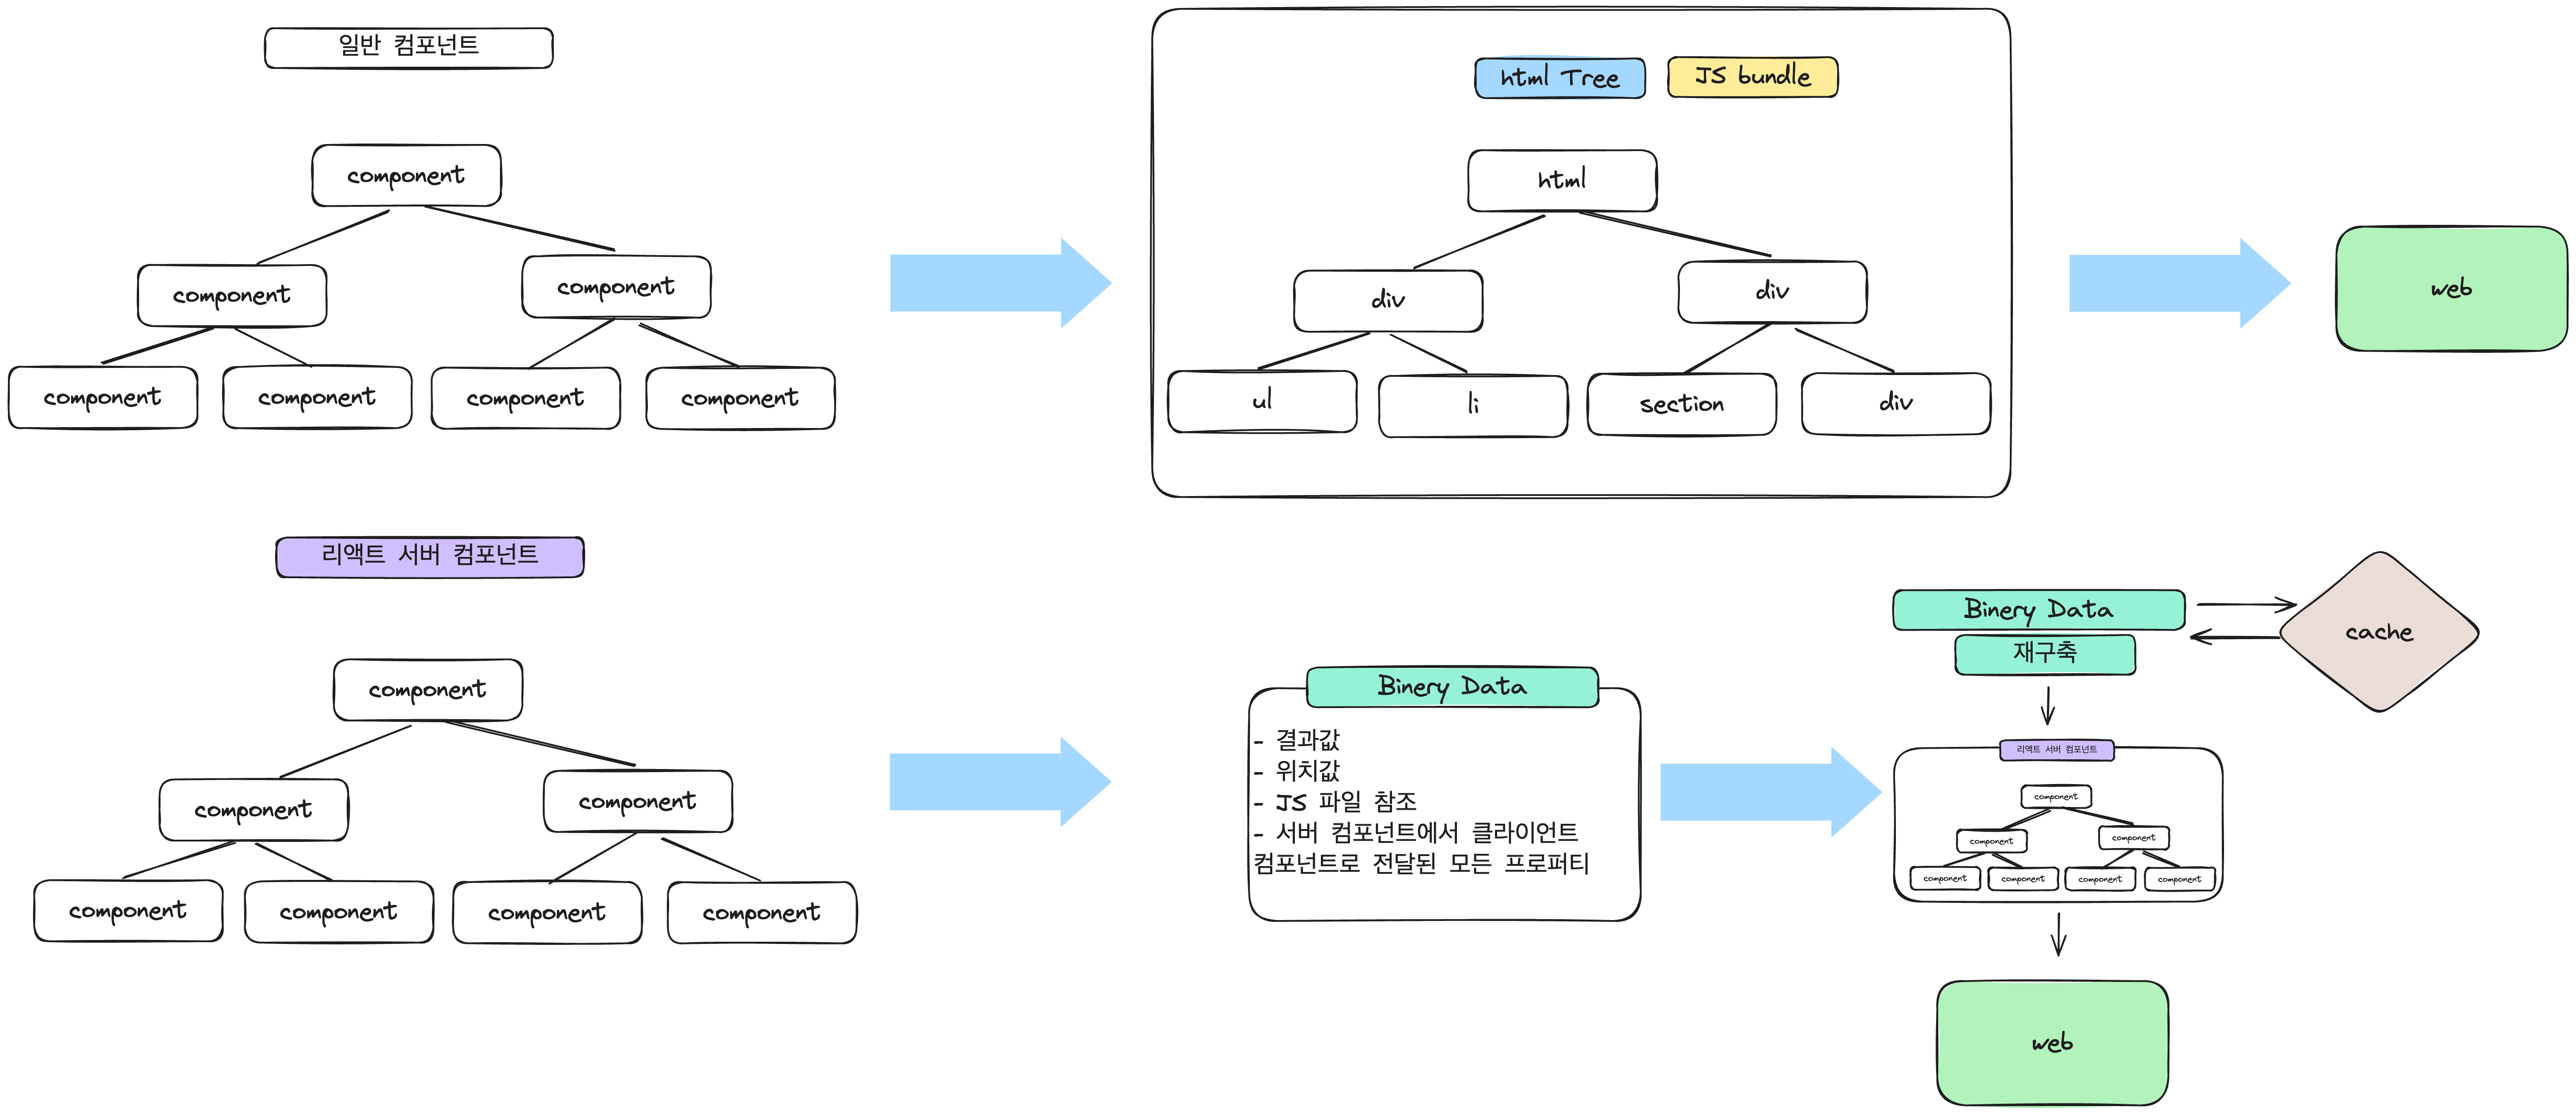 일반 컴포넌트
component
component
component
component
component
component
component
html Tree
JS bundle
html
div
div
ul
li
section
div
web
리액트 서버 컴포넌트
component
component
component
component
component
component
component
Binery Data
- 결과값
- 위치값
- JS 파일 참조
- 서버 컴포넌트에서 클라이언트
컴포넌트로 전달된 모든 프로퍼티
Binery Data
재구축
cache
리액트 서버 컴포넌트
component
component
component
component
component
component
component
web